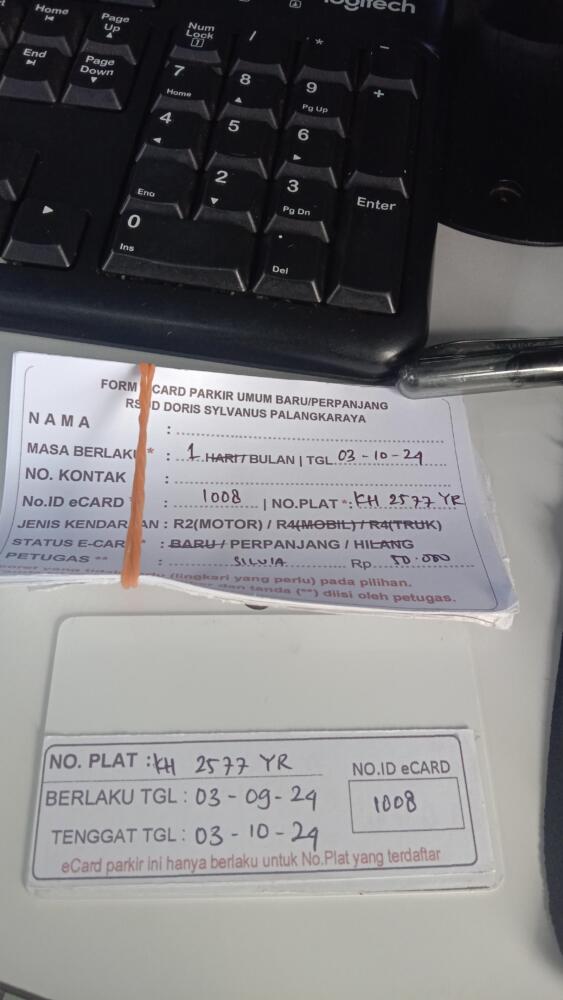 logitech
Home
Page Up
Num Lock
/
*
-
End
Page Down
7 Home
8
9 Pg Up
+
4
5
6
Enter
End
2
3 Pg Dn
0 Ins
. Del
FORM CARD PARKIR UMUM BARU/PERPANJANG
RS D DORIS SYLVANUS PALANGKARAYA
NAMA :
MASA BERLAKU * : 1 HARI/BULAN | TGL 03-10-24
NO. KONTAK :
No.ID eCARD : 1008 | NO.PLAT *: KH 2577 YR
JENIS KENDARAAN : R2(MOTOR) / R4(MOBIL) / R4(TRUK)
STATUS E-CAR * : BARU / PERPANJANG / HILANG
PETUGAS ** : SILVIA Rp. 50.000
(lingkari yang perlu) pada pilihan.
dan tanda (**) diisi oleh petugas.
NO. PLAT : KH 2577 YR
NO.ID eCARD
BERLAKU TGL : 03-09-24
1008
TENGGAT TGL : 03-10-24
eCard parkir ini hanya berlaku untuk No.Plat yang terdaftar